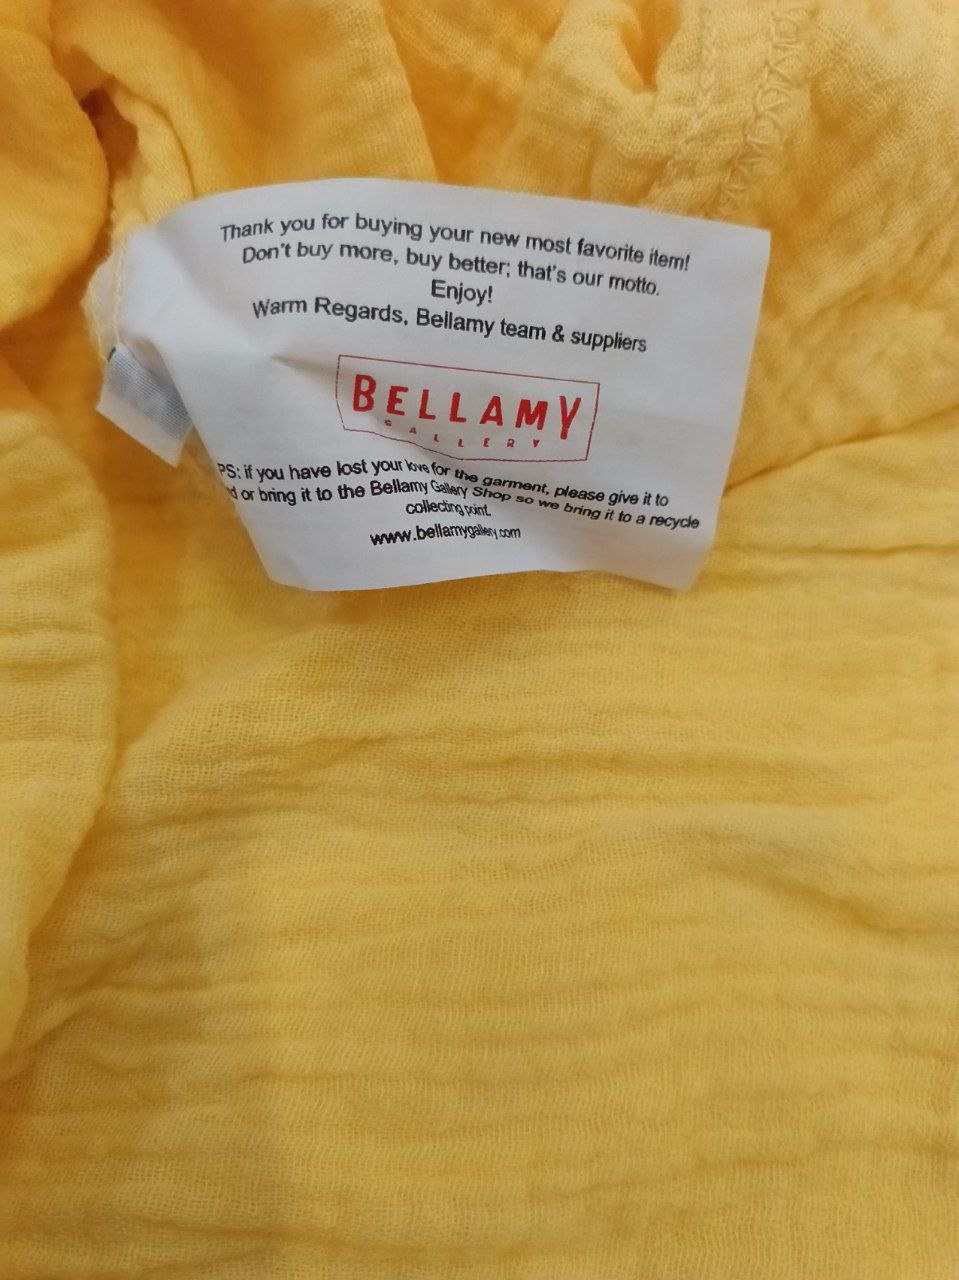 Thank you for buying your new most favorite item!
Don't buy more, buy better; that's our motto.
Enjoy!
Warm Regards, Bellamy team & suppliers
BELLAMY
GALLERY
PS: if you have lost your love for the garment, please give it to
or bring it to the Bellamy Gallery Shop so we bring it to a recycle
collecting point.
www.bellamygallery.com